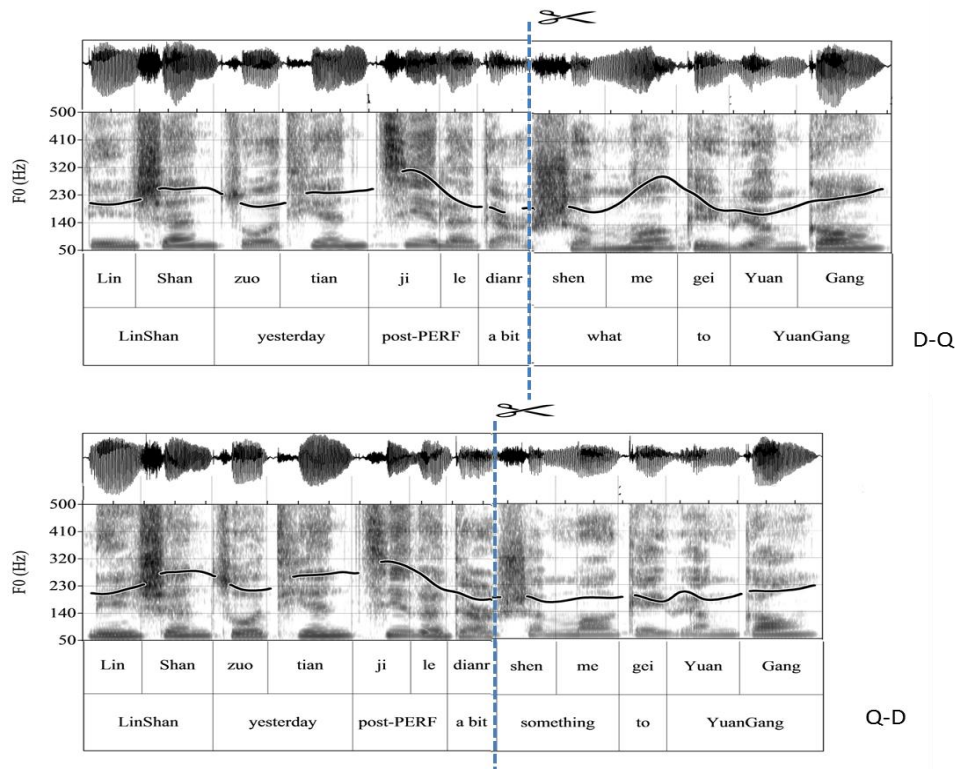 500
410
320
230
140
50
F0 (Hz)
Lin Shan zuo tian ji le dianr shen me gei Yuan Gang
LinShan yesterday post-PERF a bit what to YuanGang
D-Q
500
410
320
230
140
50
F0 (Hz)
Lin Shan zuo tian ji le dianr shen me gei Yuan Gang
LinShan yesterday post-PERF a bit something to YuanGang
Q-D